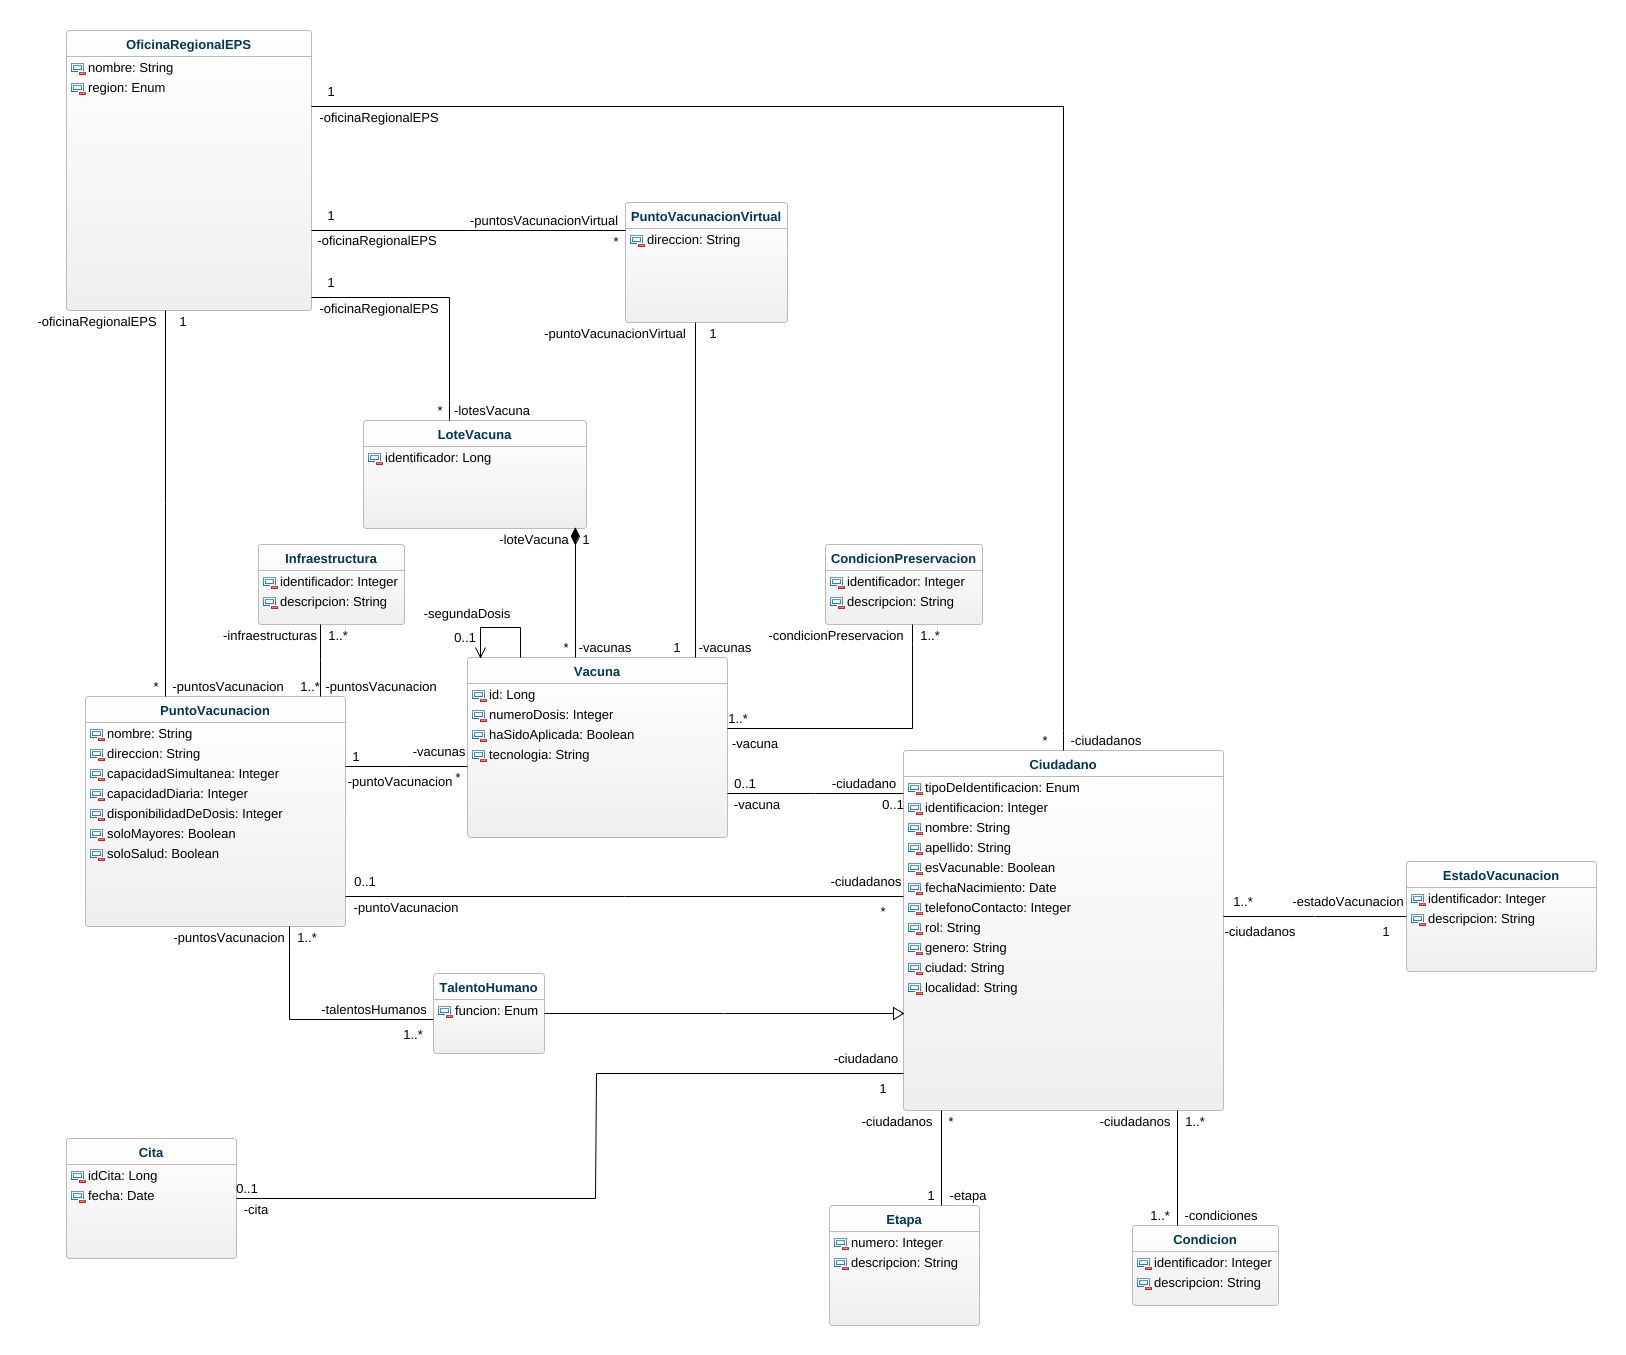 OficinaRegionalEPS
nombre: String
region: Enum
1
-oficinaRegionalEPS
1
-puntosVacunacionVirtual
-oficinaRegionalEPS
*
PuntoVacunacionVirtual
direccion: String
1
-oficinaRegionalEPS
-oficinaRegionalEPS
1
-puntoVacunacionVirtual
1
*
-lotesVacuna
LoteVacuna
identificador: Long
-loteVacuna
1
Infraestructura
identificador: Integer
descripcion: String
-infraestructuras
1..*
CondicionPreservacion
identificador: Integer
descripcion: String
-condicionPreservacion
1..*
-segundaDosis
0..1
*
-vacunas
1
-vacunas
*
-puntosVacunacion
1..*
-puntosVacunacion
Vacuna
id: Long
numeroDosis: Integer
haSidoAplicada: Boolean
tecnologia: String
1..*
-vacuna
PuntoVacunacion
nombre: String
direccion: String
capacidadSimultanea: Integer
capacidadDiaria: Integer
disponibilidadDeDosis: Integer
soloMayores: Boolean
soloSalud: Boolean
1
-vacunas
-puntoVacunacion
*
0..1
-ciudadano
-vacuna
0..1
*
-ciudadanos
Ciudadano
tipoDeIdentificacion: Enum
identificacion: Integer
nombre: String
apellido: String
esVacunable: Boolean
fechaNacimiento: Date
telefonoContacto: Integer
rol: String
genero: String
ciudad: String
localidad: String
0..1
-ciudadanos
-puntoVacunacion
*
1..*
-estadoVacunacion
-ciudadanos
1
EstadoVacunacion
identificador: Integer
descripcion: String
-puntosVacunacion
1..*
-talentosHumanos
1..*
TalentoHumano
funcion: Enum
-ciudadano
1
Cita
idCita: Long
fecha: Date
0..1
-cita
-ciudadanos
*
1
-etapa
Etapa
numero: Integer
descripcion: String
-ciudadanos
1..*
1..*
-condiciones
Condicion
identificador: Integer
descripcion: String